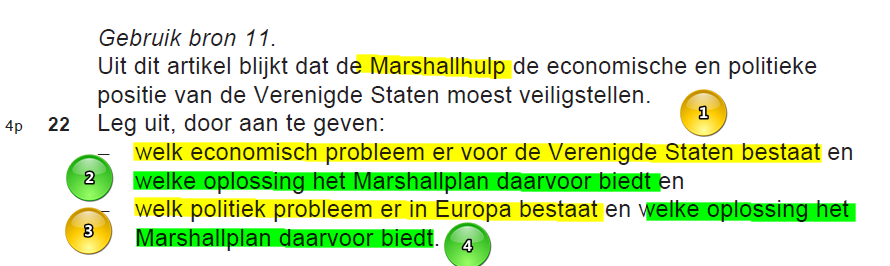 Gebruik bron 11.
Uit dit artikel blijkt dat de Marshallhulp de economische en politieke
positie van de Verenigde Staten moest veiligstellen.
1
4p 22 Leg uit, door aan te geven:
– welk economisch probleem er voor de Verenigde Staten bestaat en
2 welke oplossing het Marshallplan daarvoor biedt en
– welk politiek probleem er in Europa bestaat en welke oplossing het
3 Marshallplan daarvoor biedt. 4